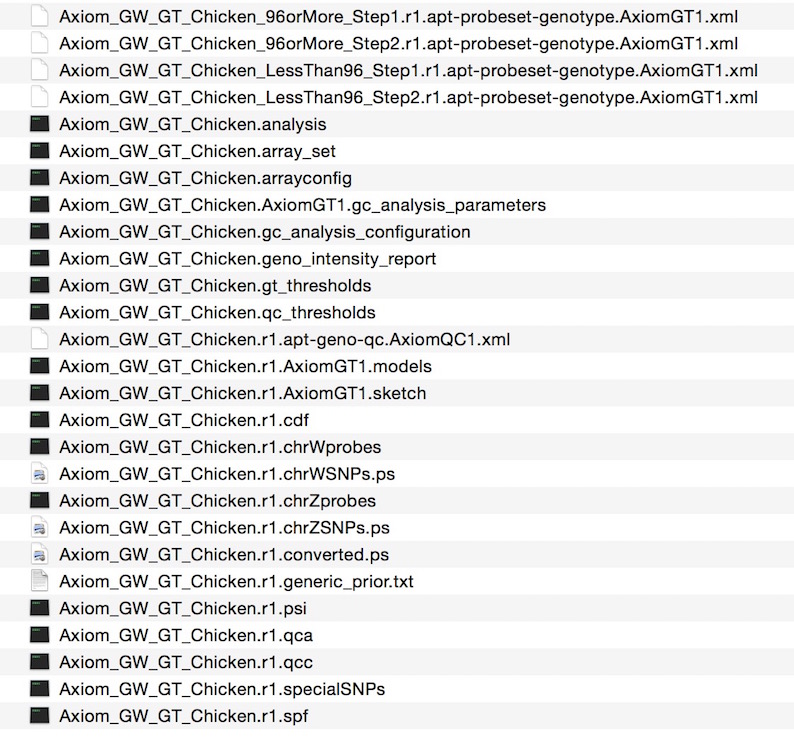 Axiom_GW_GT_Chicken_96orMore_Step1.r1.apt-probeset-genotype.AxiomGT1.xml
Axiom_GW_GT_Chicken_96orMore_Step2.r1.apt-probeset-genotype.AxiomGT1.xml
Axiom_GW_GT_Chicken_LessThan96_Step1.r1.apt-probeset-genotype.AxiomGT1.xml
Axiom_GW_GT_Chicken_LessThan96_Step2.r1.apt-probeset-genotype.AxiomGT1.xml
Axiom_GW_GT_Chicken.analysis
Axiom_GW_GT_Chicken.array_set
Axiom_GW_GT_Chicken.arrayconfig
Axiom_GW_GT_Chicken.AxiomGT1.gc_analysis_parameters
Axiom_GW_GT_Chicken.gc_analysis_configuration
Axiom_GW_GT_Chicken.geno_intensity_report
Axiom_GW_GT_Chicken.gt_thresholds
Axiom_GW_GT_Chicken.qc_thresholds
Axiom_GW_GT_Chicken.r1.apt-geno-qc.AxiomQC1.xml
Axiom_GW_GT_Chicken.r1.AxiomGT1.models
Axiom_GW_GT_Chicken.r1.AxiomGT1.sketch
Axiom_GW_GT_Chicken.r1.cdf
Axiom_GW_GT_Chicken.r1.chrWprobes
Axiom_GW_GT_Chicken.r1.chrWSNPs.ps
Axiom_GW_GT_Chicken.r1.chrZprobes
Axiom_GW_GT_Chicken.r1.chrZSNPs.ps
Axiom_GW_GT_Chicken.r1.converted.ps
Axiom_GW_GT_Chicken.r1.generic_prior.txt
Axiom_GW_GT_Chicken.r1.psi
Axiom_GW_GT_Chicken.r1.qca
Axiom_GW_GT_Chicken.r1.qcc
Axiom_GW_GT_Chicken.r1.specialSNPs
Axiom_GW_GT_Chicken.r1.spf